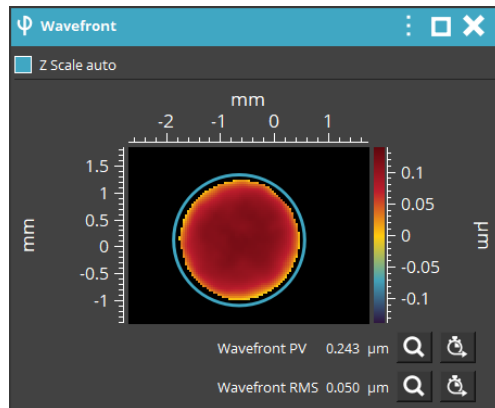 Ψ Wavefront
Z Scale auto
mm
-2 -1 0 1
1.5
1
0.5
0
-0.5
-1
mm
0.1
0.05
0
-0.05
-0.1
µm
Wavefront PV 0.243 µm
Wavefront RMS 0.050 µm